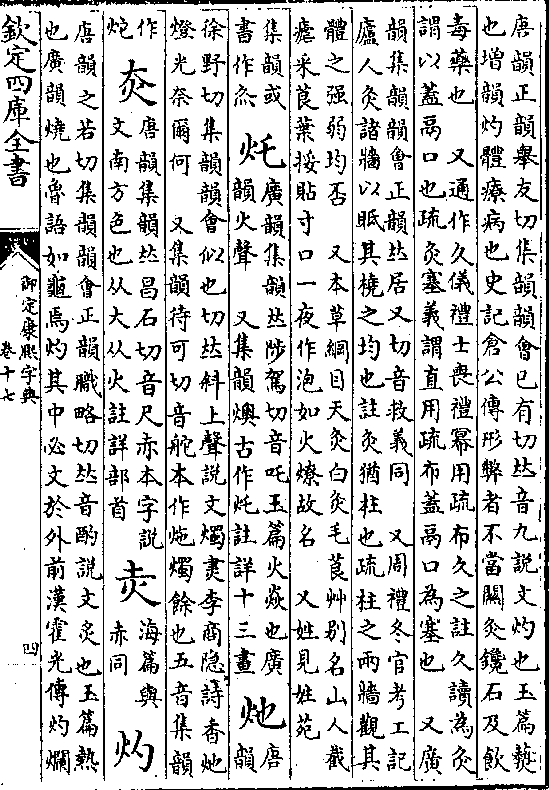 唐韻正韻舉友切集韻韻會已有切𠀤音九說文灼也玉篇爇
也增韻灼體療病也史記倉公傳形弊者不當關灸鑱石及飲
毒藥也　又通作久儀禮士喪禮冪用疏布久之註久讀為灸
謂以蓋鬲口也疏灸塞義謂直用疏布蓋鬲口為塞也　又廣
韻集韻韻會正韻𠀤居又切音救義同　又周禮冬官考工記
廬人灸諸牆以眡其橈之均也註灸猶柱也疏柱之兩牆觀其
體之强弱均否　又本草綱目天灸白灸毛茛艸别名山人截
瘧采茛葉挼貼寸口一夜作泡如火燎故名　又姓見姓苑
集韻或
書作
灹
廣韻集韻𠀤陟駕切音吒玉篇火焱也廣
韻火聲　又集韻燠古作灹註詳十三畫
炧
唐
韻
徐野切集韻韻會似也切𠀤斜上聲說文燭㶳李商隱詩香炧
燈光奈爾何　又集韻待可切音舵本作炧燭餘也五音集韻
作
灻
唐韻集韻𠀤昌石切音尺赤本字說
文南方色也从大从火註詳部首
烾
海篇與
赤同
灼
唐韻之若切集韻韻會正韻職略切𠀤音酌說文炙也玉篇熱
也廣韻燒也魯語如龜焉灼其中必文於外前漢霍光傳灼爛
欽定四庫全書
御定康熙字典
卷十七
四